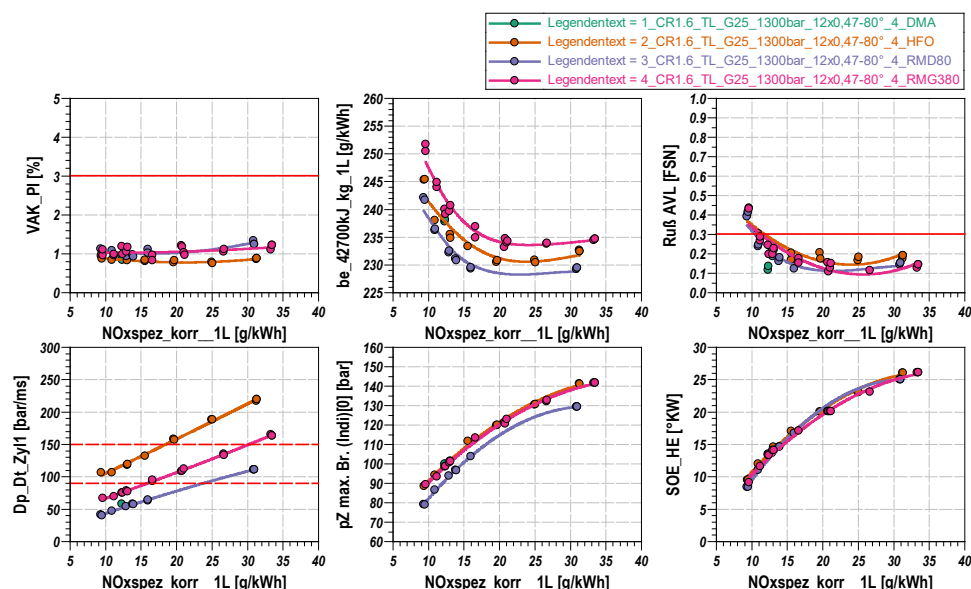 Legendentext = 1_CR1.6_TL_G25_1300bar_12x0,47-80°_4_DMA
Legendentext = 2_CR1.6_TL_G25_1300bar_12x0,47-80°_4_HFO
Legendentext = 3_CR1.6_TL_G25_1300bar_12x0,47-80°_4_RMD80
Legendentext = 4_CR1.6_TL_G25_1300bar_12x0,47-80°_4_RMG380
VAK_PI [%]
5
4
3
2
1
0
5 10 15 20 25 30 35 40
NOxspez_korr__1L [g/kWh]
be_42700kJ_kg_1L [g/kWh]
260
255
250
245
240
235
230
225
5 10 15 20 25 30 35 40
NOxspez_korr__1L [g/kWh]
Ruß AVL [FSN]
1.0
0.9
0.8
0.7
0.6
0.5
0.4
0.3
0.2
0.1
0.0
5 10 15 20 25 30 35 40
NOxspez_korr__1L [g/kWh]
Dp_Dt_Zyl1 [bar/ms]
300
250
200
150
100
50
0
5 10 15 20 25 30 35 40
NOxspez_korr__1L [g/kWh]
pZ max. Br. (Indi)[0] [bar]
160
150
140
130
120
110
100
90
80
70
60
5 10 15 20 25 30 35 40
NOxspez_korr__1L [g/kWh]
SOE_HE [°KW]
30
25
20
15
10
5
0
5 10 15 20 25 30 35 40
NOxspez_korr__1L [g/kWh]